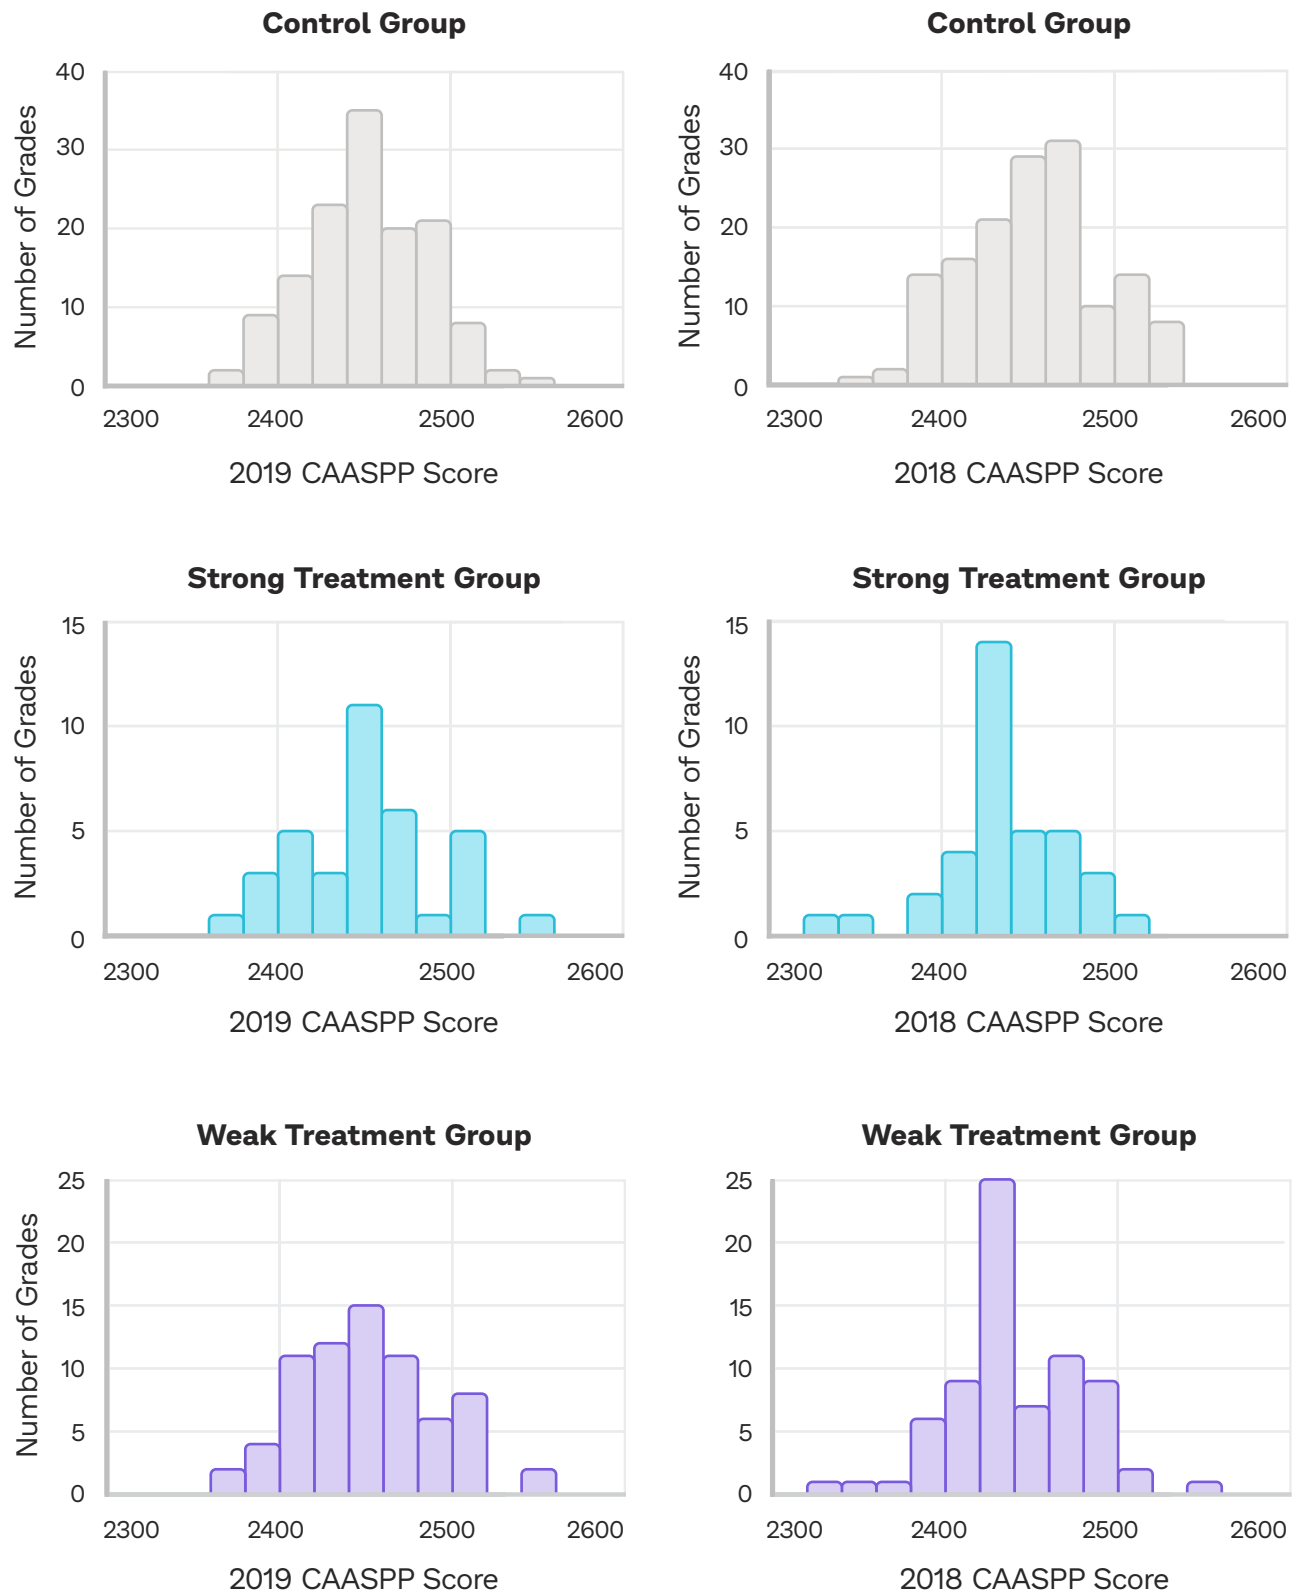 Control Group
Number of Grades
40
30
20
10
0
2300 2400 2500 2600
2019 CAASPP Score
Control Group
Number of Grades
40
30
20
10
0
2300 2400 2500 2600
2018 CAASPP Score
Strong Treatment Group
Number of Grades
15
10
5
0
2300 2400 2500 2600
2019 CAASPP Score
Strong Treatment Group
Number of Grades
15
10
5
0
2300 2400 2500 2600
2018 CAASPP Score
Weak Treatment Group
Number of Grades
25
20
15
10
5
0
2300 2400 2500 2600
2019 CAASPP Score
Weak Treatment Group
25
20
15
10
5
0
2300 2400 2500 2600
2018 CAASPP Score